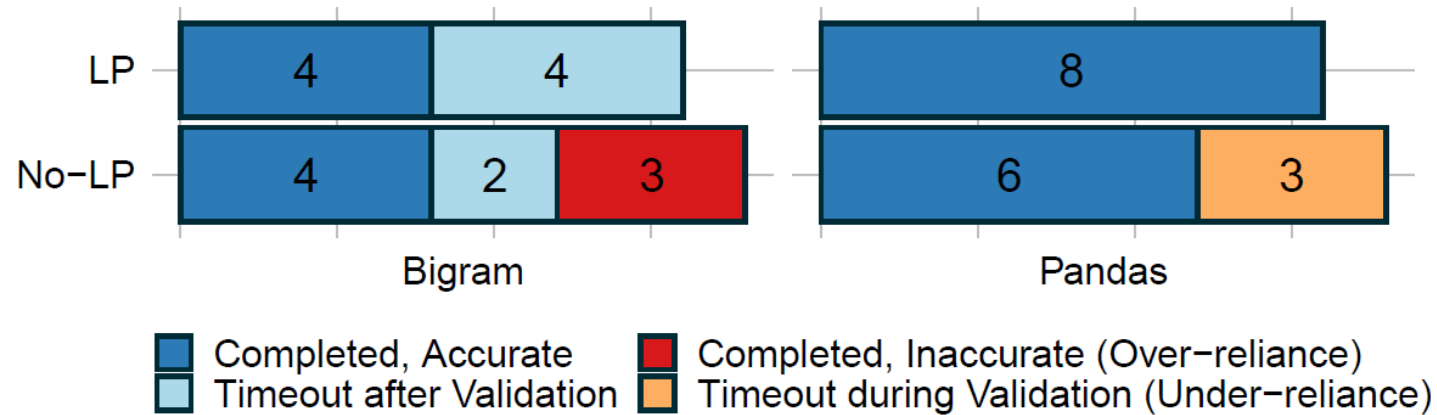 LP 4 4 8
No−LP 4 2 3 6 3
Bigram Pandas
Completed, Accurate Completed, Inaccurate (Over−reliance)
Timeout after Validation Timeout during Validation (Under−reliance)